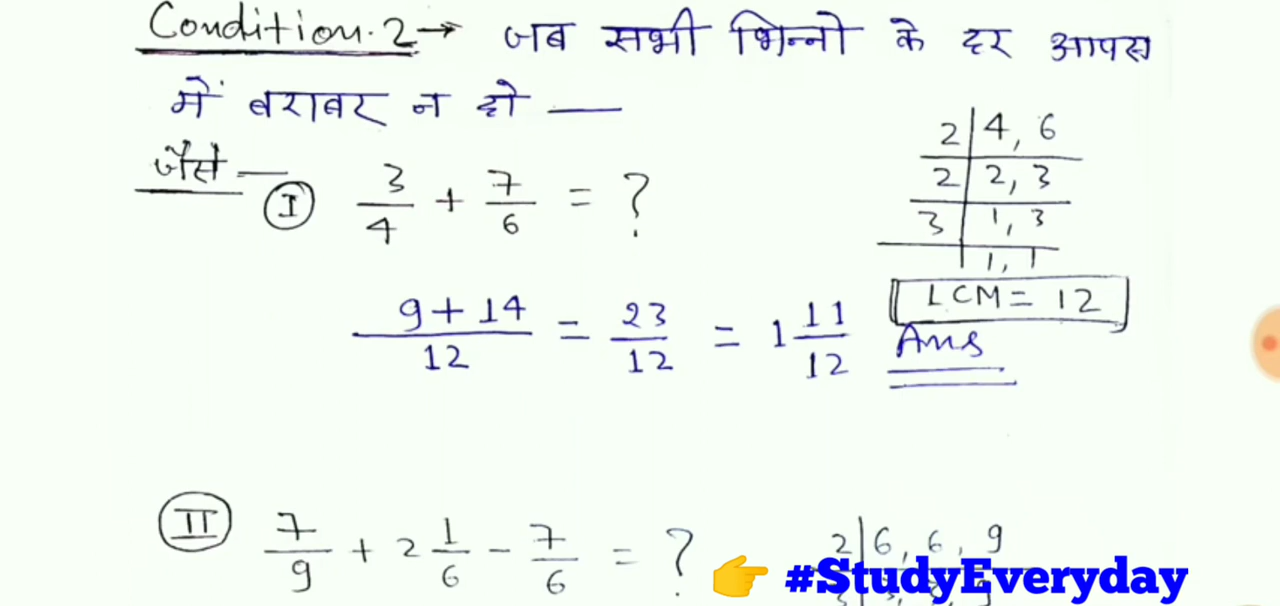 Condition.2→ जब सभी भिन्नो के दर आपस
में बराबर न हो —
जैसे —
I 3/4 + 7/6 = ?
2 | 4, 6
2 | 2, 3
3 | 1, 3
| 1, 1
LCM = 12
9+14/12 = 23/12 = 1 11/12 Ans
II 7/9 + 2 1/6 - 7/6 = ?
2 | 6, 6, 9
👉 #StudyEveryday